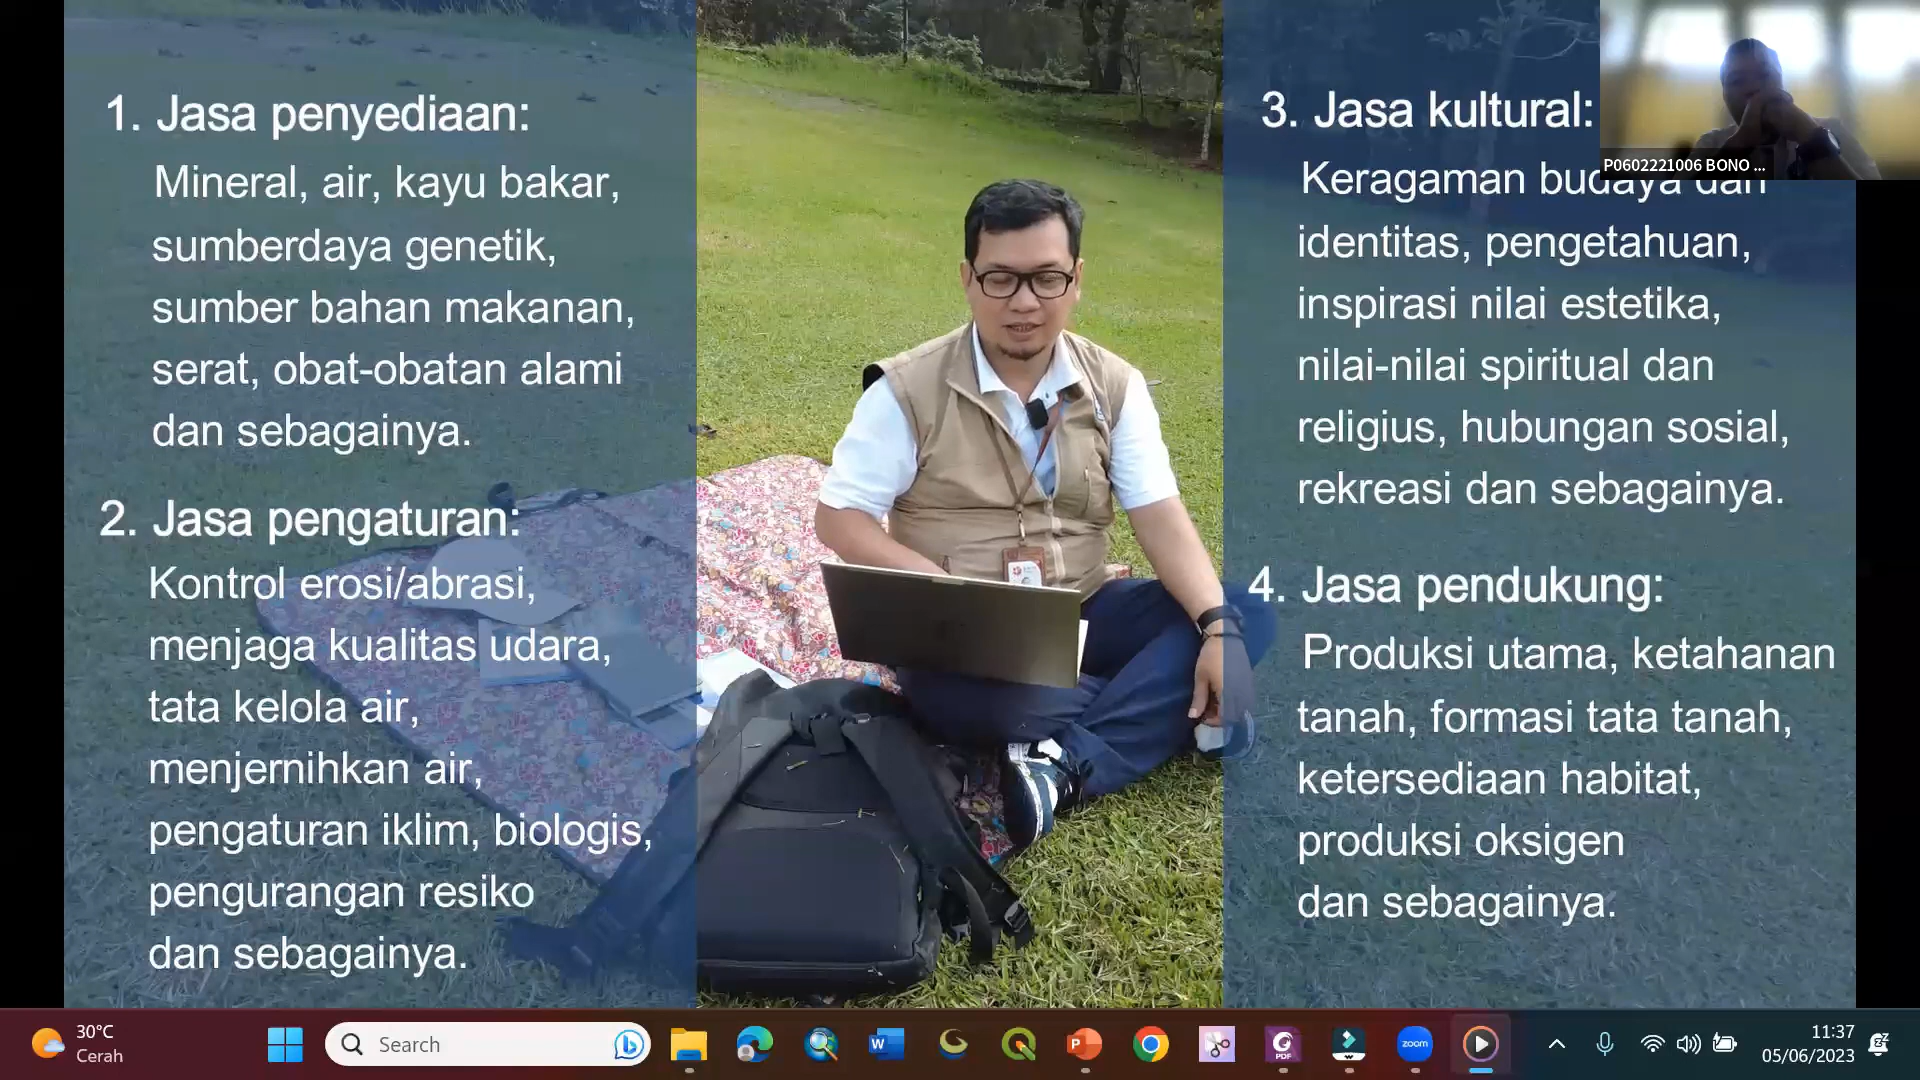 1. Jasa penyediaan:
Mineral, air, kayu bakar,
sumberdaya genetik,
sumber bahan makanan,
serat, obat-obatan alami
dan sebagainya.
2. Jasa pengaturan:
Kontrol erosi/abrasi,
menjaga kualitas udara,
tata kelola air,
menjernihkan air,
pengaturan iklim, biologis,
pengurangan resiko
dan sebagainya.
3. Jasa kultural:
Keragaman budaya dan
identitas, pengetahuan,
inspirasi nilai estetika,
nilai-nilai spiritual dan
religius, hubungan sosial,
rekreasi dan sebagainya.
4. Jasa pendukung:
Produksi utama, ketahanan
tanah, formasi tata tanah,
ketersediaan habitat,
produksi oksigen
dan sebagainya.
P0602221006 BONO ...
30°C
Cerah
Search
W
P
PDF
zoom
11:37
05/06/2023